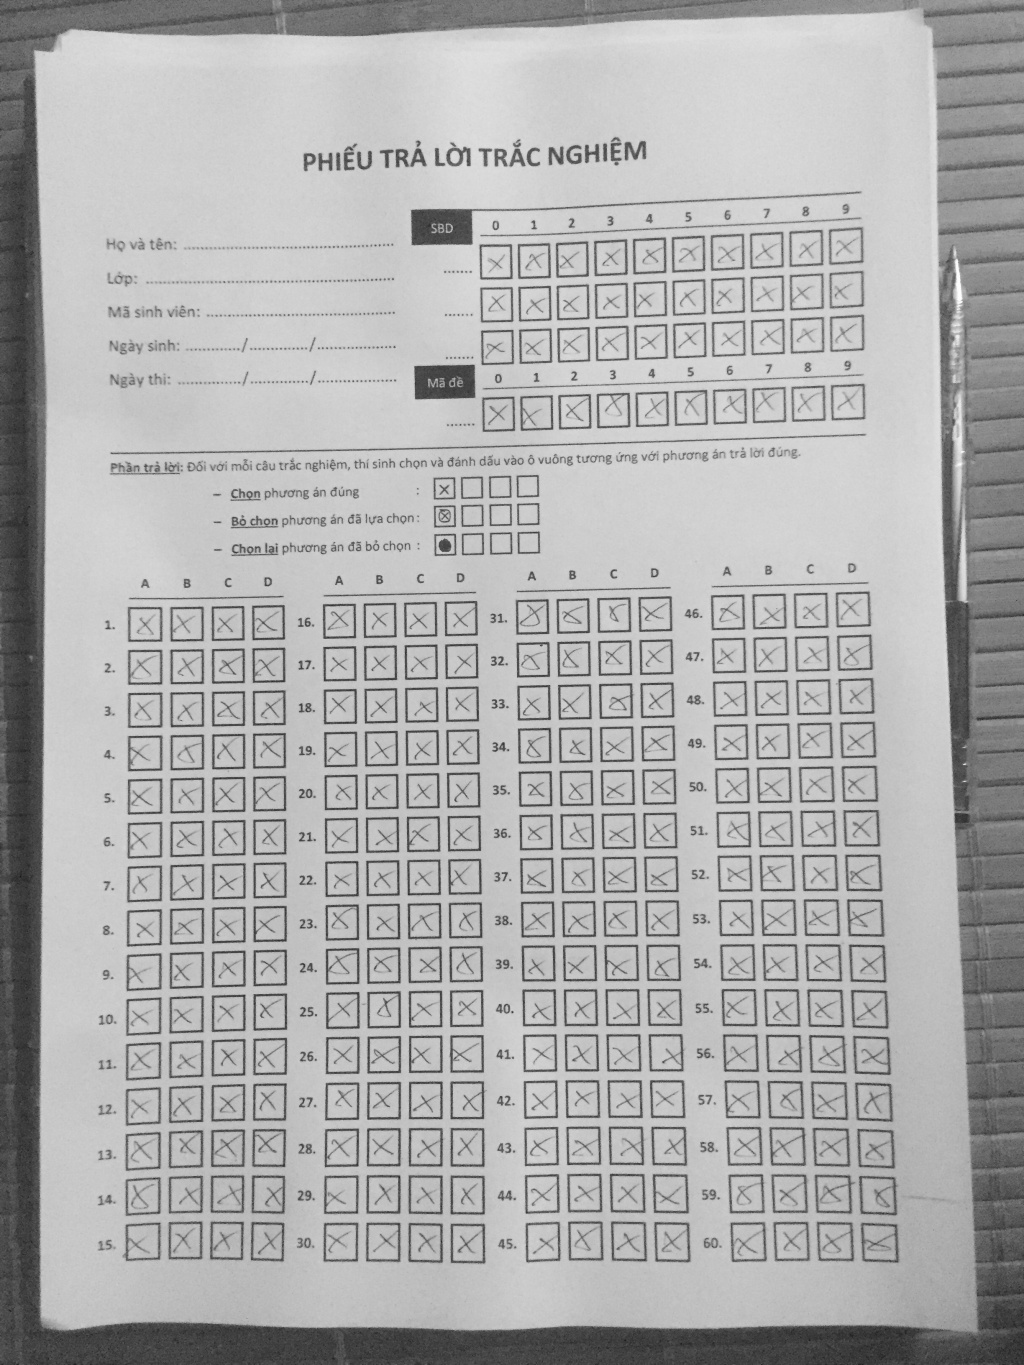 PHIẾU TRẢ LỜI TRẮC NGHIỆM
SBD 0 1 2 3 4 5 6 7 8 9
Họ và tên: ................................................
Lớp: ................................................ .......
Mã sinh viên: ................................................ .......
Ngày sinh: ............/............./................. .......
Mã đề 0 1 2 3 4 5 6 7 8 9
Ngày thi: ............/............./................. .......
Phần trả lời: Đối với mỗi câu trắc nghiệm, thí sinh chọn và đánh dấu vào ô vuông tương ứng với phương án trả lời đúng.
– Chọn phương án đúng :
– Bỏ chọn phương án đã lựa chọn :
– Chọn lại phương án đã bỏ chọn :
A B C D A B C D A B C D A B C D
1. 16. 31. 46.
2. 17. 32. 47.
3. 18. 33. 48.
4. 19. 34. 49.
5. 20. 35. 50.
6. 21. 36. 51.
7. 22. 37. 52.
8. 23. 38. 53.
9. 24. 39. 54.
10. 25. 40. 55.
11. 26. 41. 56.
12. 27. 42. 57.
13. 28. 43. 58.
14. 29. 44. 59.
15. 30. 45. 60.